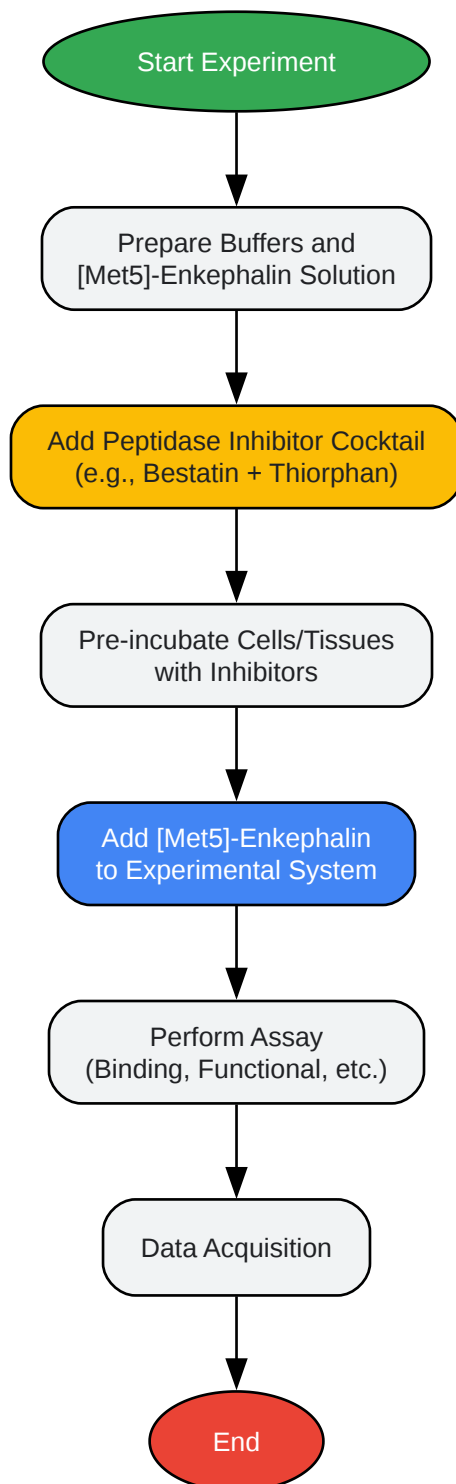 Start Experiment
Prepare Buffers and
[Met5]-Enkephalin Solution
Add Peptidase Inhibitor Cocktail
(e.g., Bestatin + Thiorphan)
Pre-incubate Cells/Tissues
with Inhibitors
Add [Met5]-Enkephalin
to Experimental System
Perform Assay
(Binding, Functional, etc.)
Data Acquisition
End